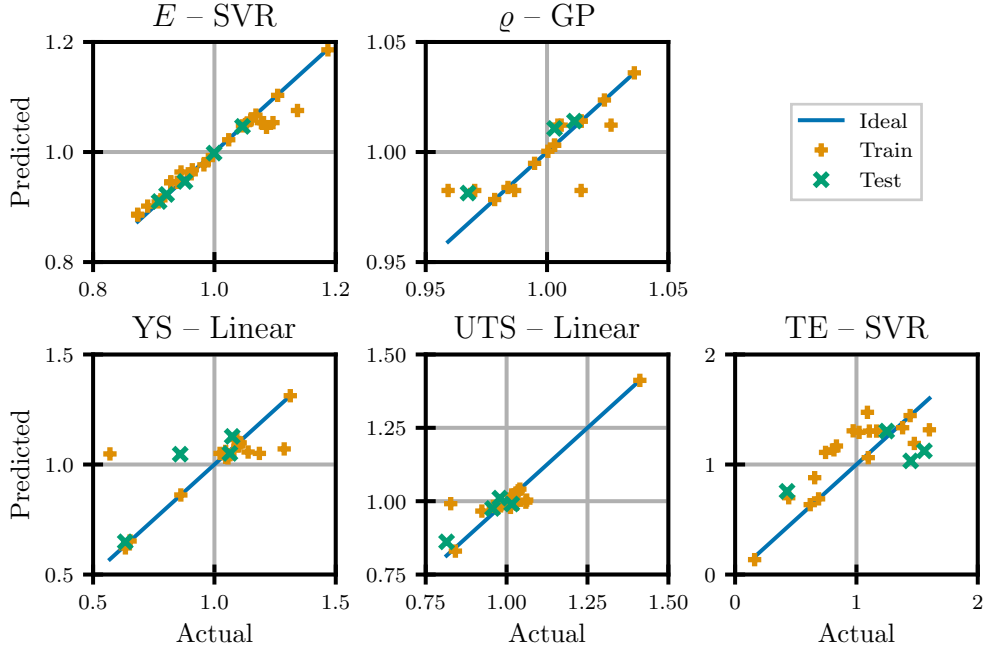 E – SVR
ϱ – GP
Predicted
1.2
1.0
0.8
0.8
1.0
1.2
1.05
1.00
0.95
0.95
1.00
1.05
Ideal
Train
Test
YS – Linear
UTS – Linear
TE – SVR
Predicted
1.5
1.0
0.5
0.5
1.0
1.5
Actual
1.50
1.25
1.00
0.75
0.75
1.00
1.25
1.50
Actual
2
1
0
0
1
2
Actual